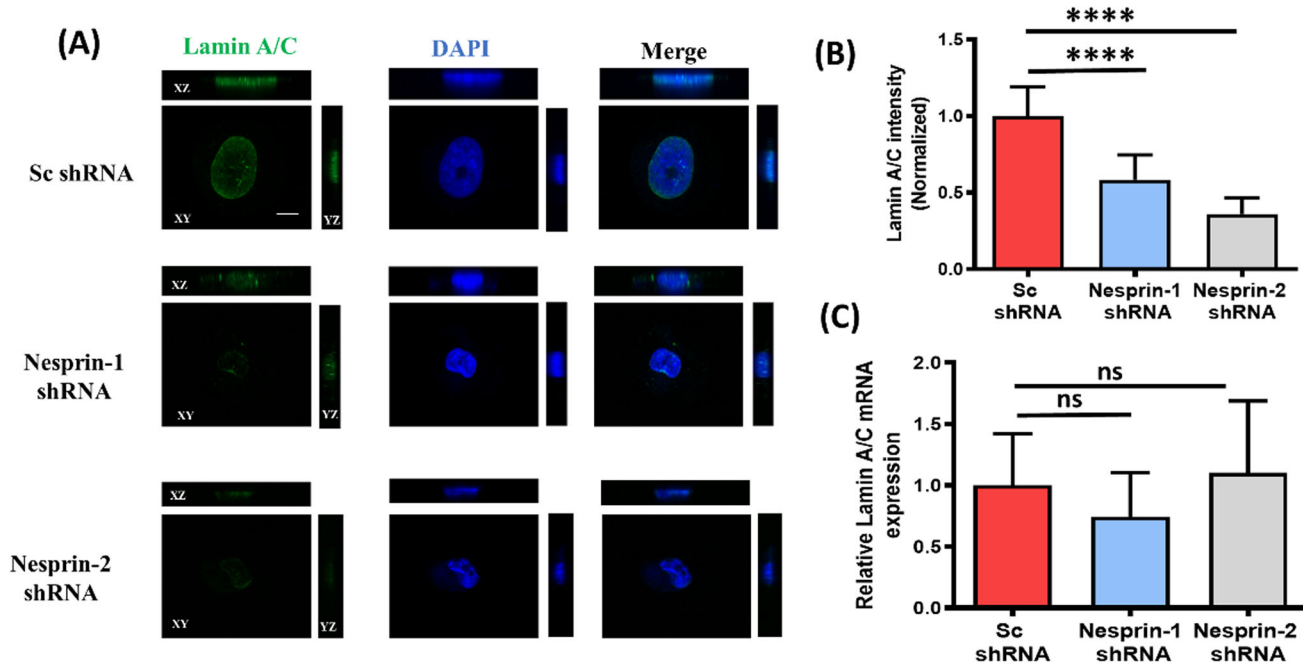 (A)
Lamin A/C
DAPI
Merge
XZ
Sc shRNA
XY
YZ
XZ
Nesprin-1
shRNA
XY
YZ
XZ
Nesprin-2
shRNA
XY
YZ
(B)
****
****
Lamin A/C intensity
(Normalized)
1.5
1.0
0.5
0.0
Sc
shRNA
Nesprin-1
shRNA
Nesprin-2
shRNA
(C)
ns
ns
Relative Lamin A/C mRNA
expression
2.0
1.5
1.0
0.5
0.0
Sc
shRNA
Nesprin-1
shRNA
Nesprin-2
shRNA